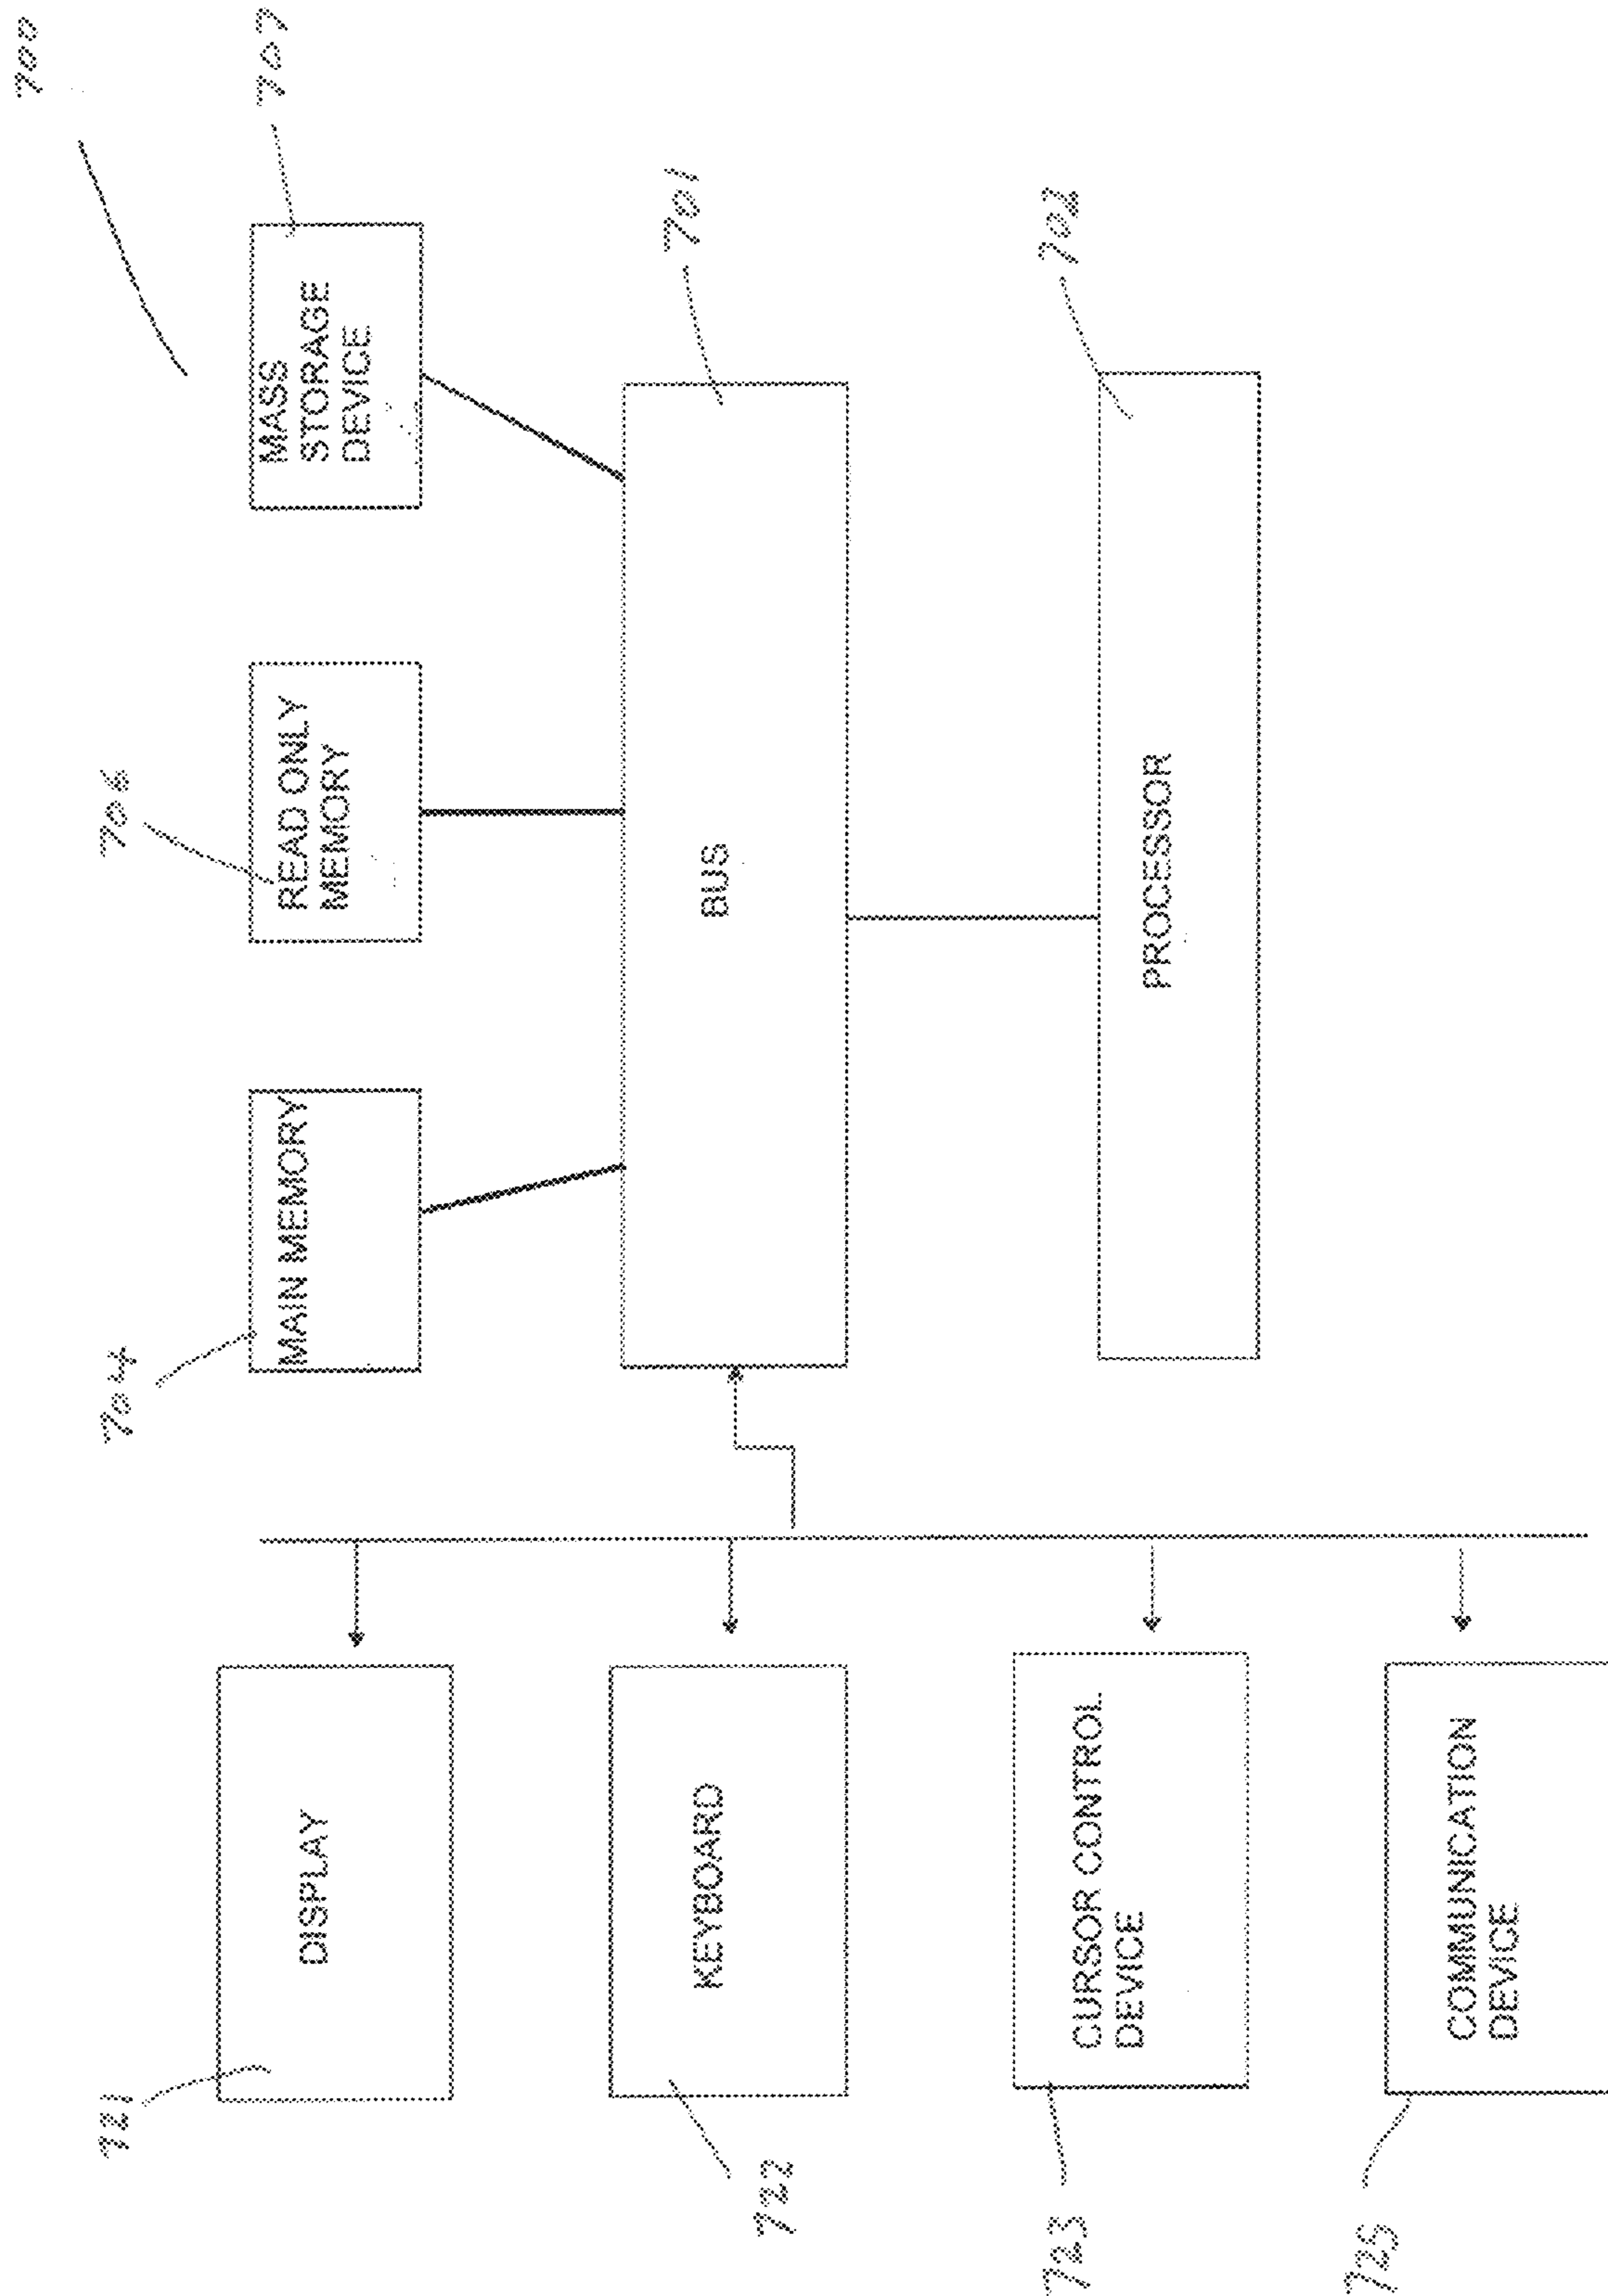 700
707
MASS
STORAGE
DEVICE
706
READ ONLY
MEMORY
704
MAIN MEMORY
701
BUS
702
PROCESSOR
721
DISPLAY
722
KEYBOARD
723
CURSOR CONTROL
DEVICE
725
COMMUNICATION
DEVICE